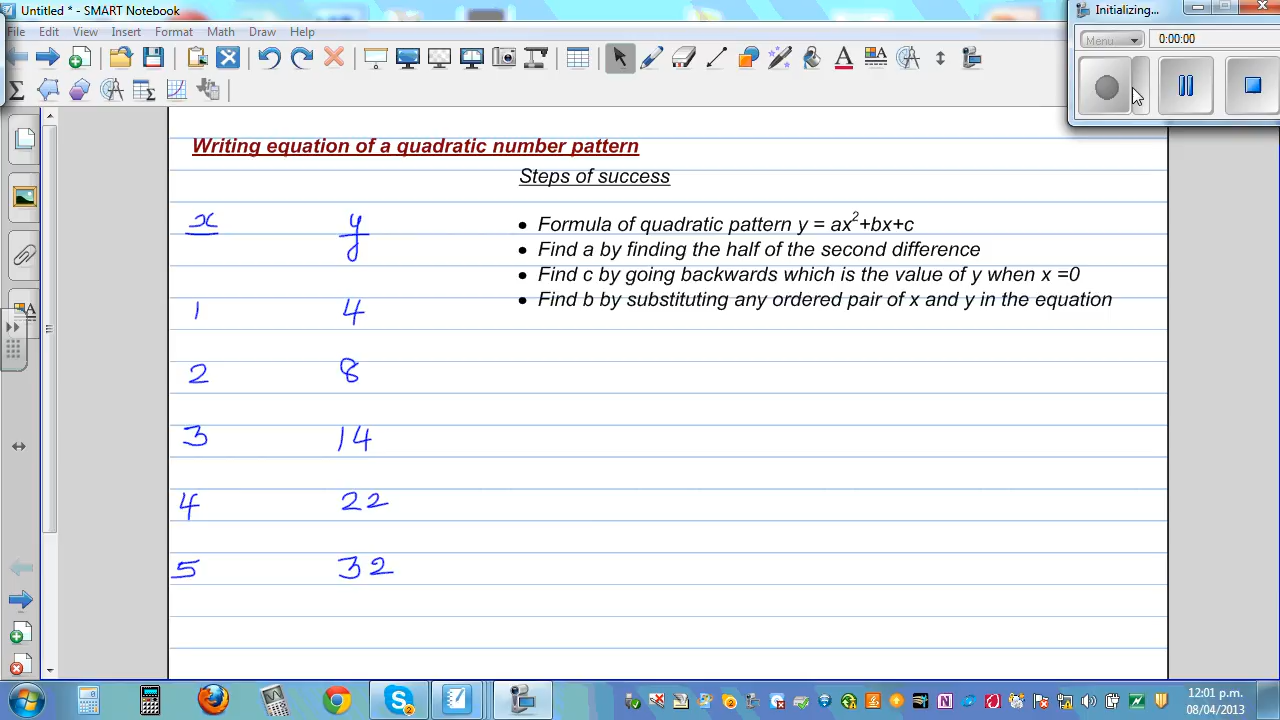 Untitled * - SMART Notebook
Initializing...
File Edit View Insert Format Math Draw Help
Menu 0:00:00
Writing equation of a quadratic number pattern
Steps of success
x y
• Formula of quadratic pattern y = ax²+bx+c
• Find a by finding the half of the second difference
• Find c by going backwards which is the value of y when x =0
• Find b by substituting any ordered pair of x and y in the equation
1 4
2 8
3 14
4 22
5 32
12:01 p.m.
08/04/2013